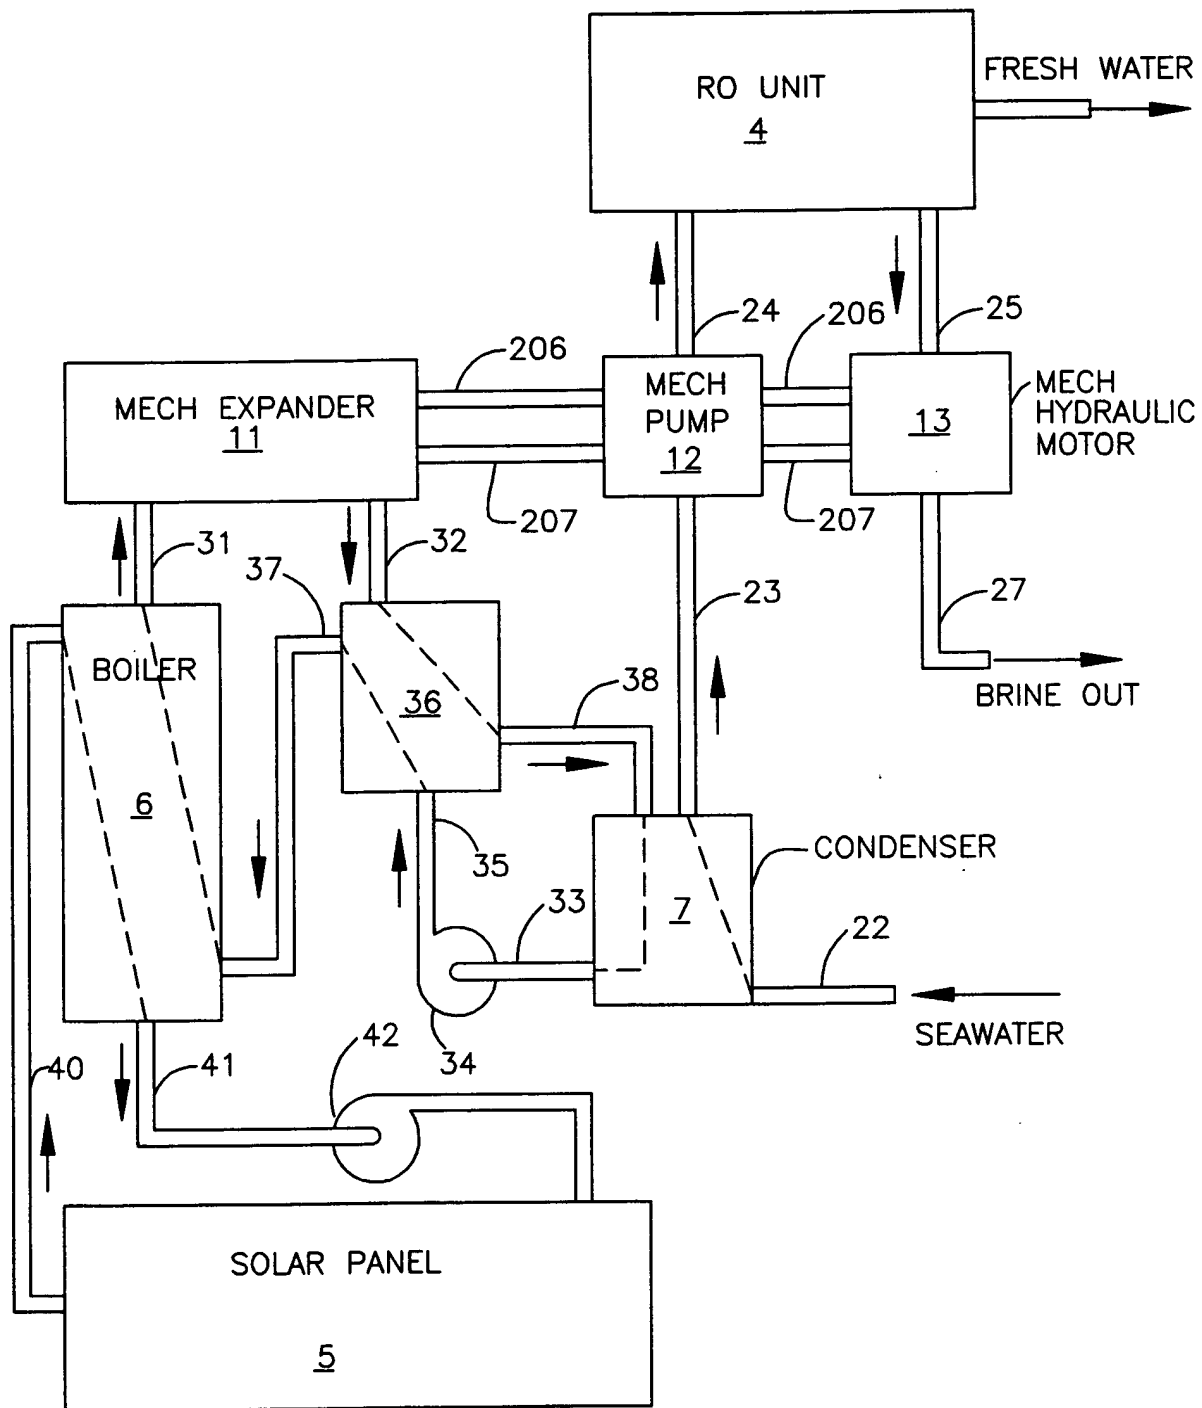 RO UNIT
4
FRESH WATER
24
206
25
206
MECH EXPANDER
11
MECH
PUMP
12
13
MECH
HYDRAULIC
MOTOR
207
207
31
32
37
23
27
BOILER
36
38
BRINE OUT
6
35
CONDENSER
33
7
22
SEAWATER
34
40
41
42
SOLAR PANEL
5